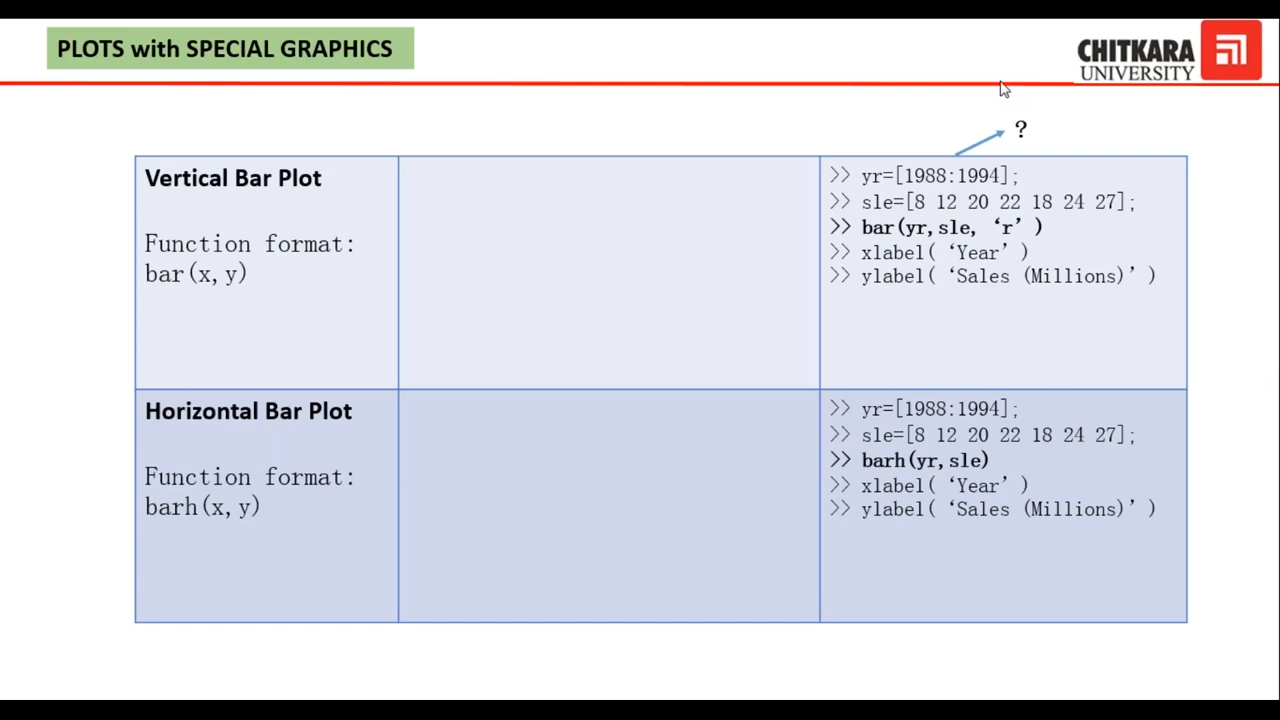 PLOTS with SPECIAL GRAPHICS
CHITKARA
UNIVERSITY
?
Vertical Bar Plot
Function format:
bar(x,y)
>> yr=[1988:1994];
>> sle=[8 12 20 22 18 24 27];
>> bar(yr,sle, ‘r’ )
>> xlabel( ‘Year’ )
>> ylabel( ‘Sales (Millions)’ )
Horizontal Bar Plot
Function format:
barh(x,y)
>> yr=[1988:1994];
>> sle=[8 12 20 22 18 24 27];
>> barh(yr,sle)
>> xlabel( ‘Year’ )
>> ylabel( ‘Sales (Millions)’ )